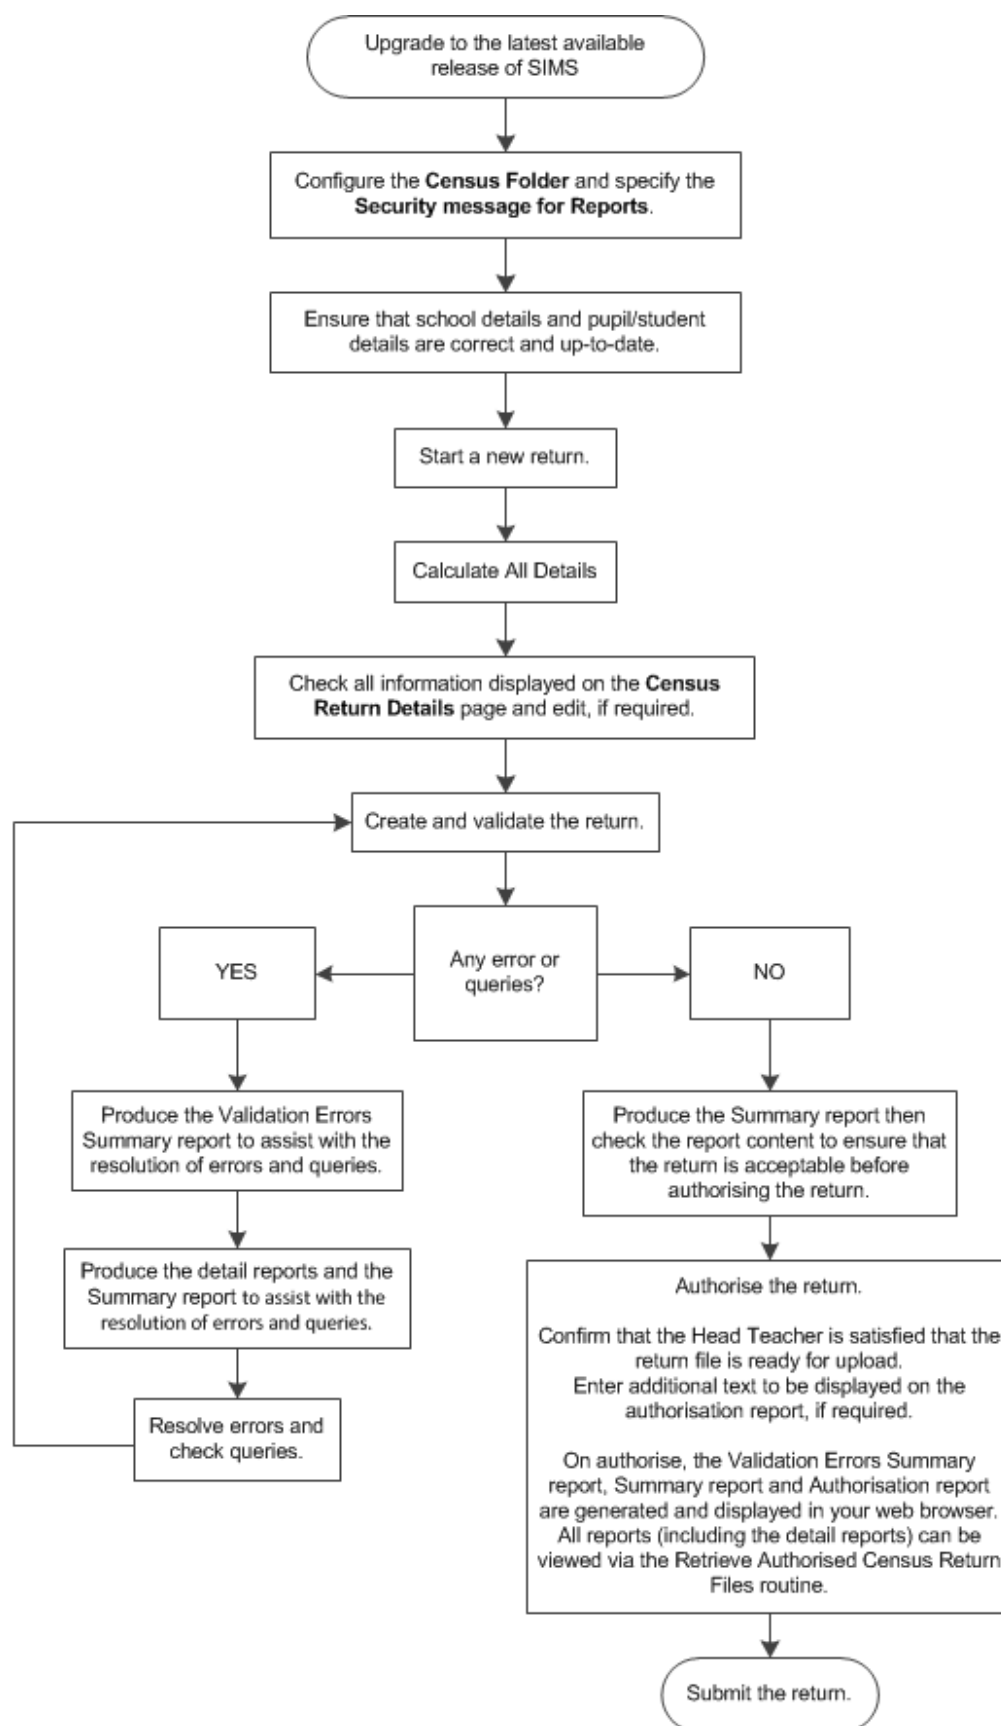 Upgrade to the latest available
release of SIMS
Configure the Census Folder and specify the
Security message for Reports.
Ensure that school details and pupil/student
details are correct and up-to-date.
Start a new return.
Calculate All Details
Check all information displayed on the Census
Return Details page and edit, if required.
Create and validate the return.
Any error or
queries?
YES
NO
Produce the Validation Errors
Summary report to assist with the
resolution of errors and queries.
Produce the detail reports and the
Summary report to assist with the
resolution of errors and queries.
Resolve errors and
check queries.
Produce the Summary report then
check the report content to ensure that
the return is acceptable before
authorising the return.
Authorise the return.
Confirm that the Head Teacher is satisfied that the
return file is ready for upload.
Enter additional text to be displayed on the
authorisation report, if required.
On authorise, the Validation Errors Summary
report, Summary report and Authorisation report
are generated and displayed in your web browser.
All reports (including the detail reports) can be
viewed via the Retrieve Authorised Census Return
Files routine.
Submit the return.